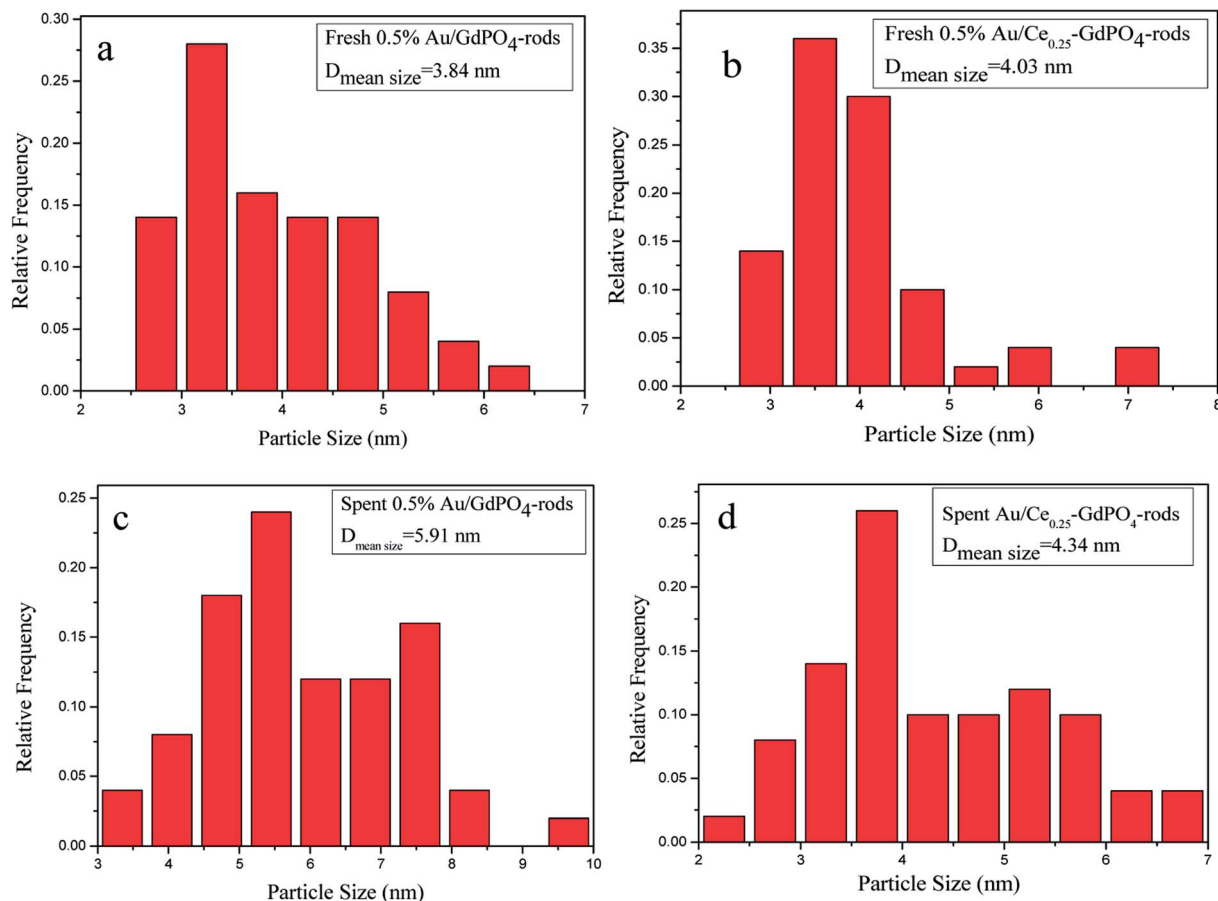 a
Fresh 0.5% Au/GdPO4-rods
Dmean size=3.84 nm
0.30
0.25
0.20
0.15
0.10
0.05
0.00
Relative Frequency
2 3 4 5 6 7
Particle Size (nm)
b
Fresh 0.5% Au/Ce0.25-GdPO4-rods
Dmean size=4.03 nm
0.35
0.30
0.25
0.20
0.15
0.10
0.05
0.00
Relative Frequency
2 3 4 5 6 7 8
Particle Size (nm)
c
Spent 0.5% Au/GdPO4-rods
Dmean size=5.91 nm
0.25
0.20
0.15
0.10
0.05
0.00
Relative Frequency
3 4 5 6 7 8 9 10
Particle Size (nm)
d
Spent Au/Ce0.25-GdPO4-rods
Dmean size=4.34 nm
0.25
0.20
0.15
0.10
0.05
0.00
Relative Frequency
2 3 4 5 6 7
Particle Size (nm)